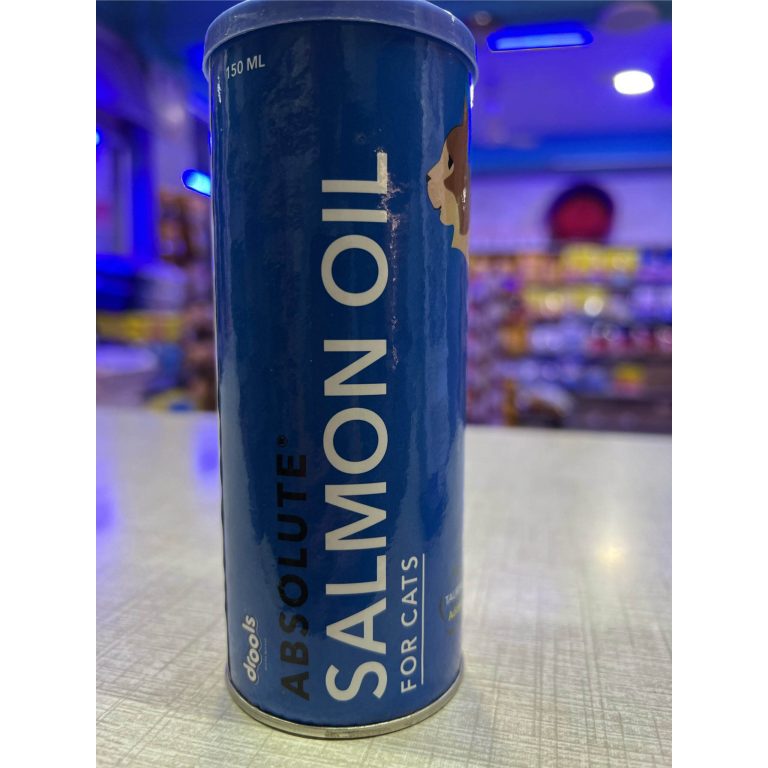 150 ML
drools
ABSOLUTE®
SALMON OIL
FOR CATS